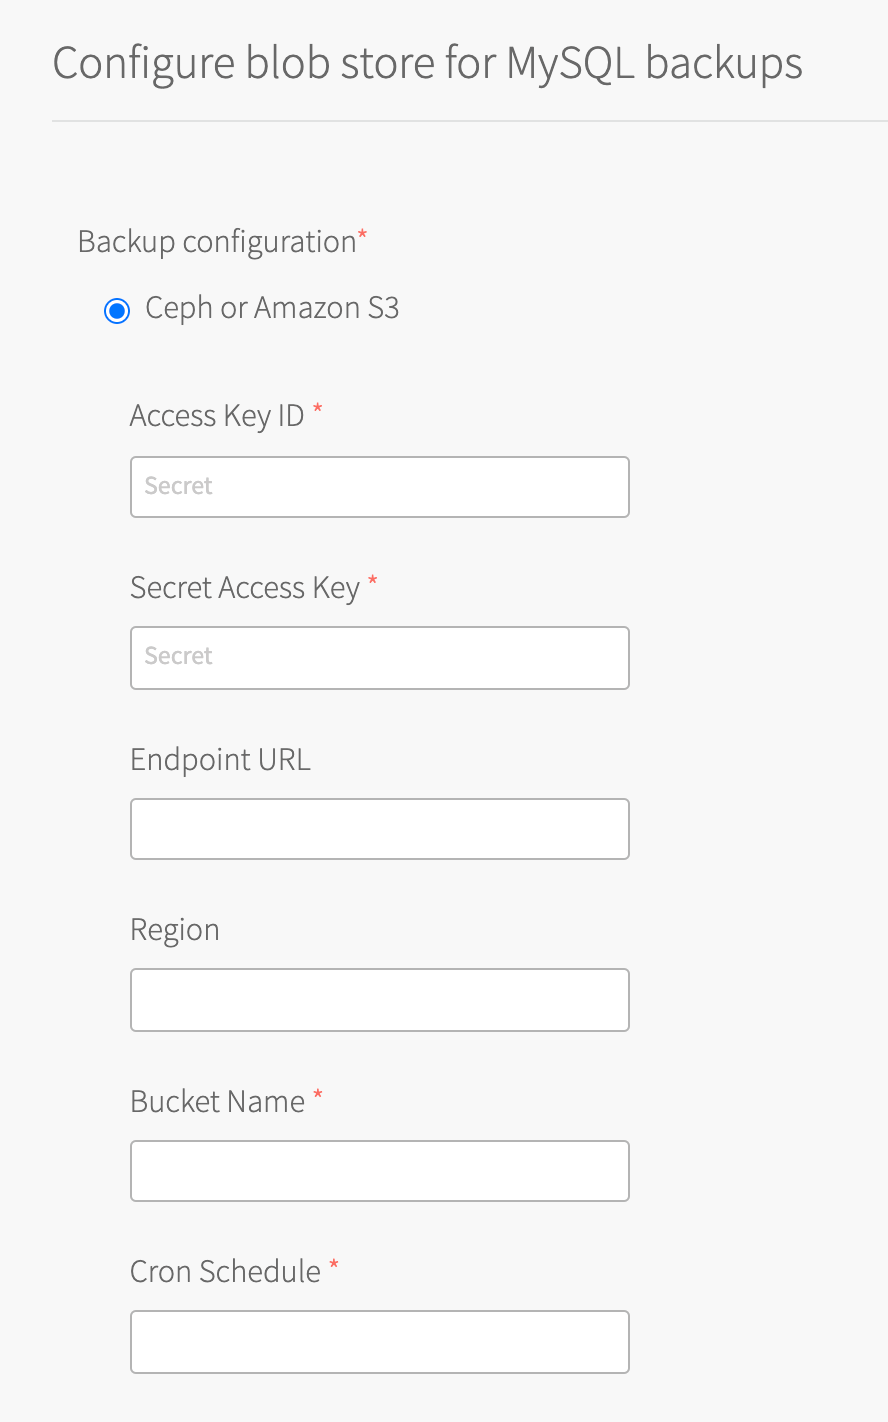 Configure blob store for MySQL backups
Backup configuration*
Ceph or Amazon S3
Access Key ID *
Secret
Secret Access Key *
Secret
Endpoint URL
Region
Bucket Name *
Cron Schedule *